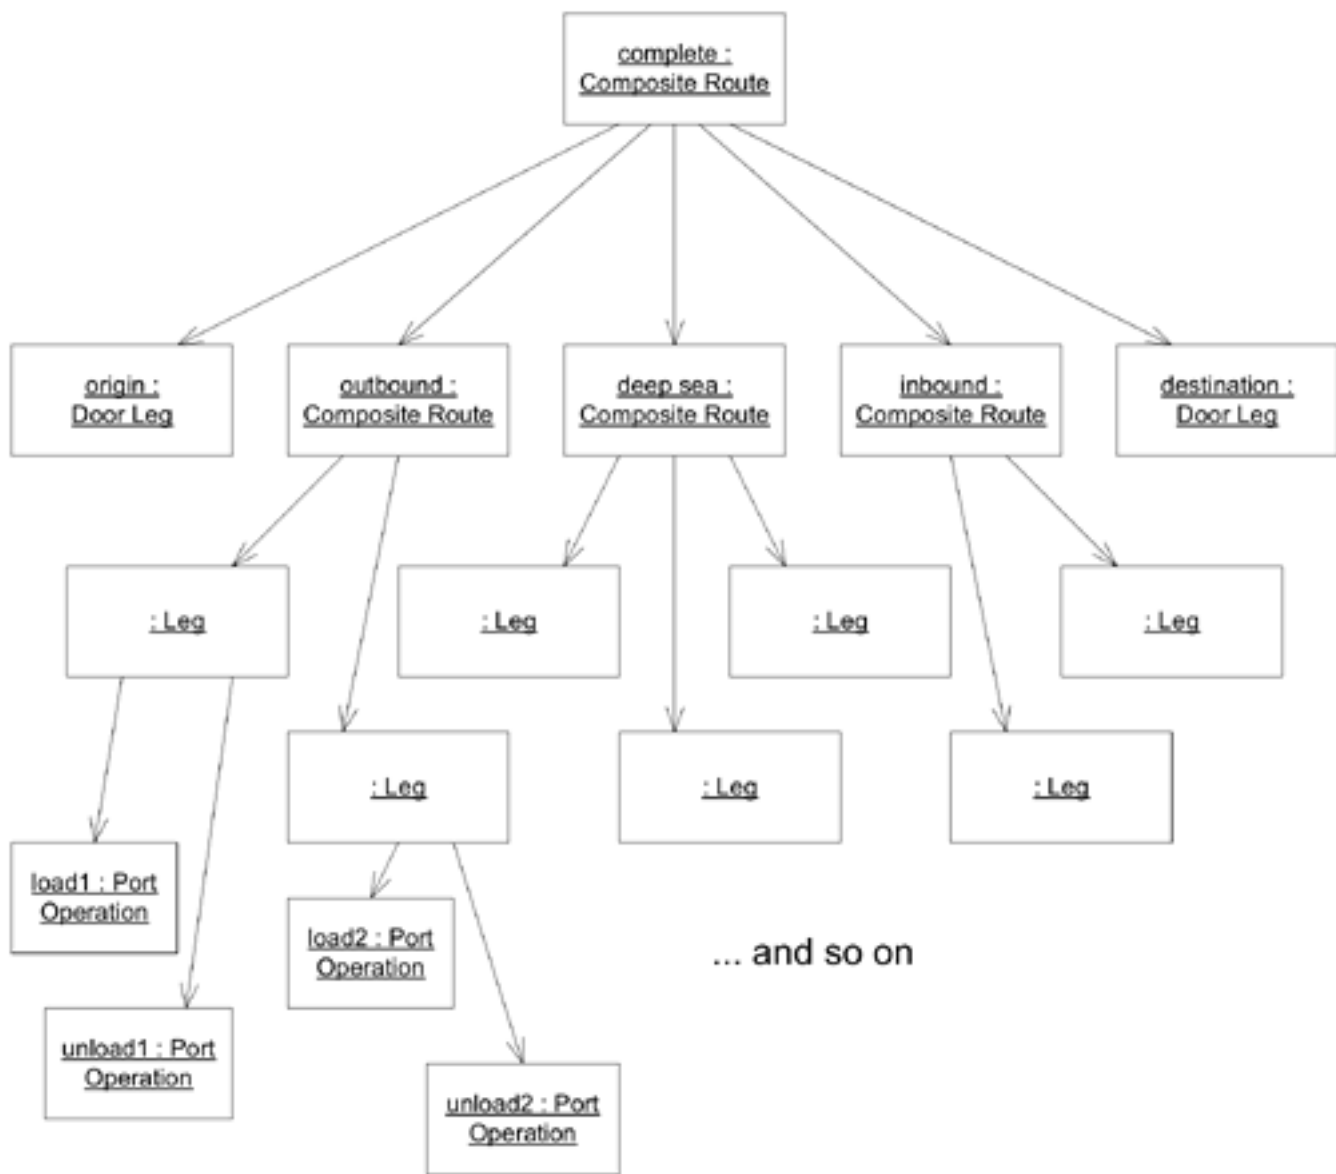 complete :
Composite Route
origin :
Door Leg
outbound :
Composite Route
deep sea :
Composite Route
inbound :
Composite Route
destination :
Door Leg
: Leg
: Leg
: Leg
: Leg
: Leg
: Leg
: Leg
load1 : Port
Operation
load2 : Port
Operation
... and so on
unload1 : Port
Operation
unload2 : Port
Operation